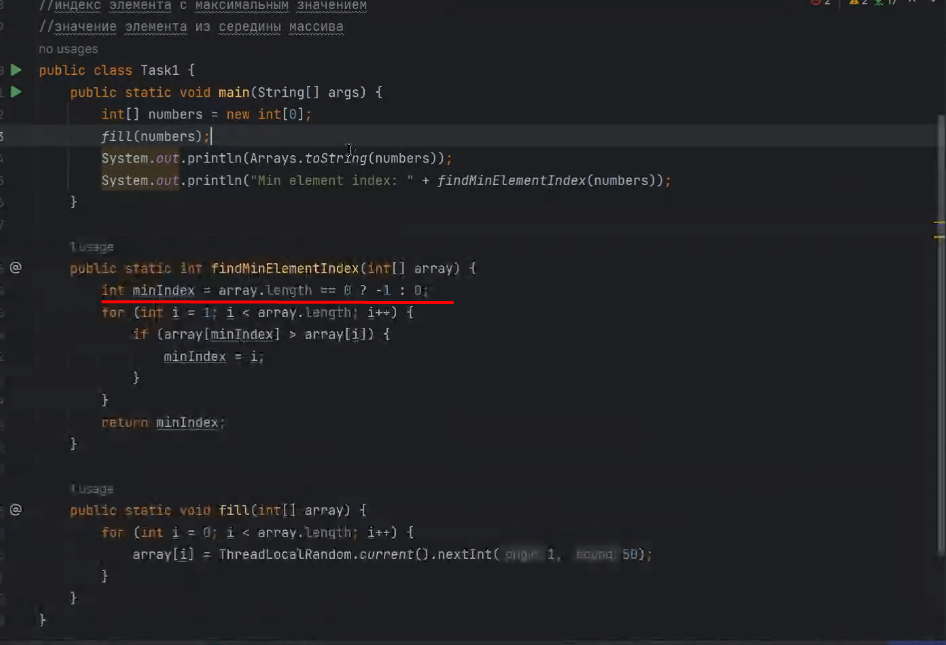 //индекс элемента с максимальным значением
//значение элемента из середины массива
no usages
public class Task1 {
public static void main(String[] args) {
int[] numbers = new int[0];
fill(numbers);
System.out.println(Arrays.toString(numbers));
System.out.println("Min element index: " + findMinElementIndex(numbers));
}
1 usage
@ public static int findMinElementIndex(int[] array) {
int minIndex = array.length == 0 ? -1 : 0;
for (int i = 1; i < array.length; i++) {
if (array[minIndex] > array[i]) {
minIndex = i;
}
}
return minIndex;
}
1 usage
@ public static void fill(int[] array) {
for (int i = 0; i < array.length; i++) {
array[i] = ThreadLocalRandom.current().nextInt( origin: 1, bound: 50);
}
}
}